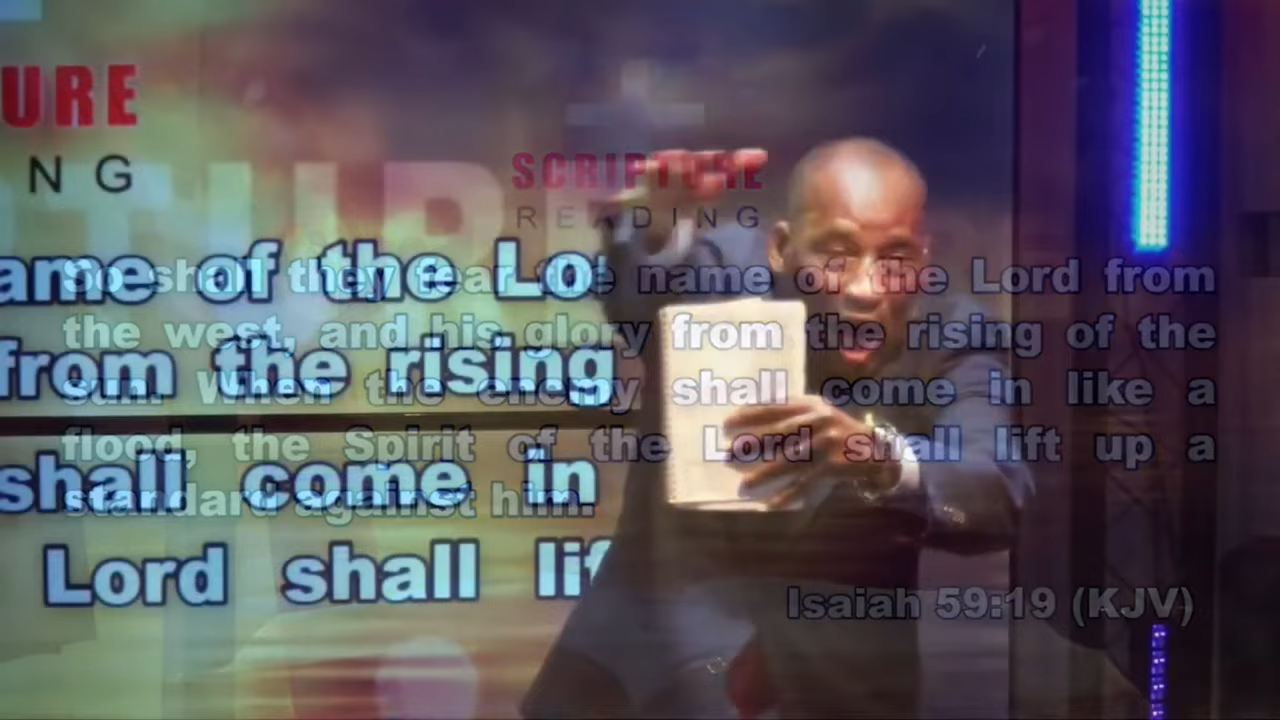 URE
NG
SCRIPTURE
READING
ame of the Lo
from the rising
shall come in
Lord shall lif
So shall they fear the name of the Lord from
the west, and his glory from the rising of the
sun. When the enemy shall come in like a
flood, the Spirit of the Lord shall lift up a
standard against him.
Isaiah 59:19 (KJV)